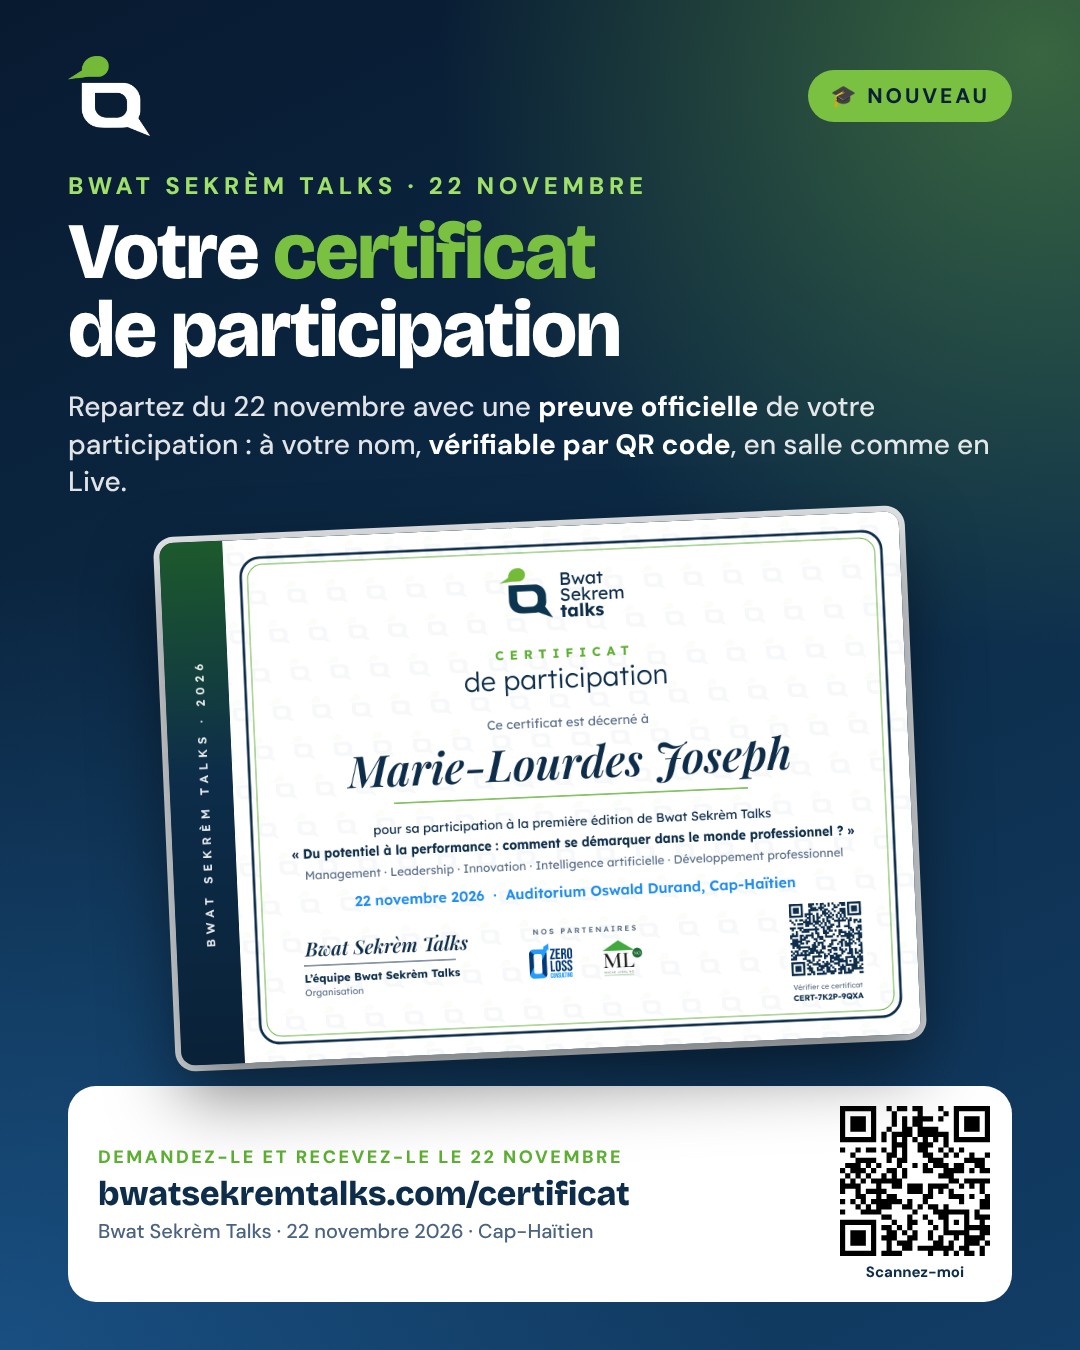 NOUVEAU
BWAT SEKRÈM TALKS · 22 NOVEMBRE
Votre certificat
de participation
Repartez du 22 novembre avec une preuve officielle de votre
participation : à votre nom, vérifiable par QR code, en salle comme en
Live.
BWAT SEKRÈM TALKS · 2026
Bwat
Sekrem
talks
CERTIFICAT
de participation
Ce certificat est décerné à
Marie-Lourdes Joseph
pour sa participation à la première édition de Bwat Sekrèm Talks
« Du potentiel à la performance : comment se démarquer dans le monde professionnel ? »
Management · Leadership · Innovation · Intelligence artificielle · Développement professionnel
22 novembre 2026 · Auditorium Oswald Durand, Cap-Haïtien
Bwat Sekrèm Talks
L'équipe Bwat Sekrèm Talks
Organisation
NOS PARTENAIRES
ZERO
LOSS
CONSULTING
ML
Vérifier ce certificat
CERT-7K2P-9QXA
DEMANDEZ-LE ET RECEVEZ-LE LE 22 NOVEMBRE
bwatsekremtalks.com/certificat
Bwat Sekrèm Talks · 22 novembre 2026 · Cap-Haïtien
Scannez-moi